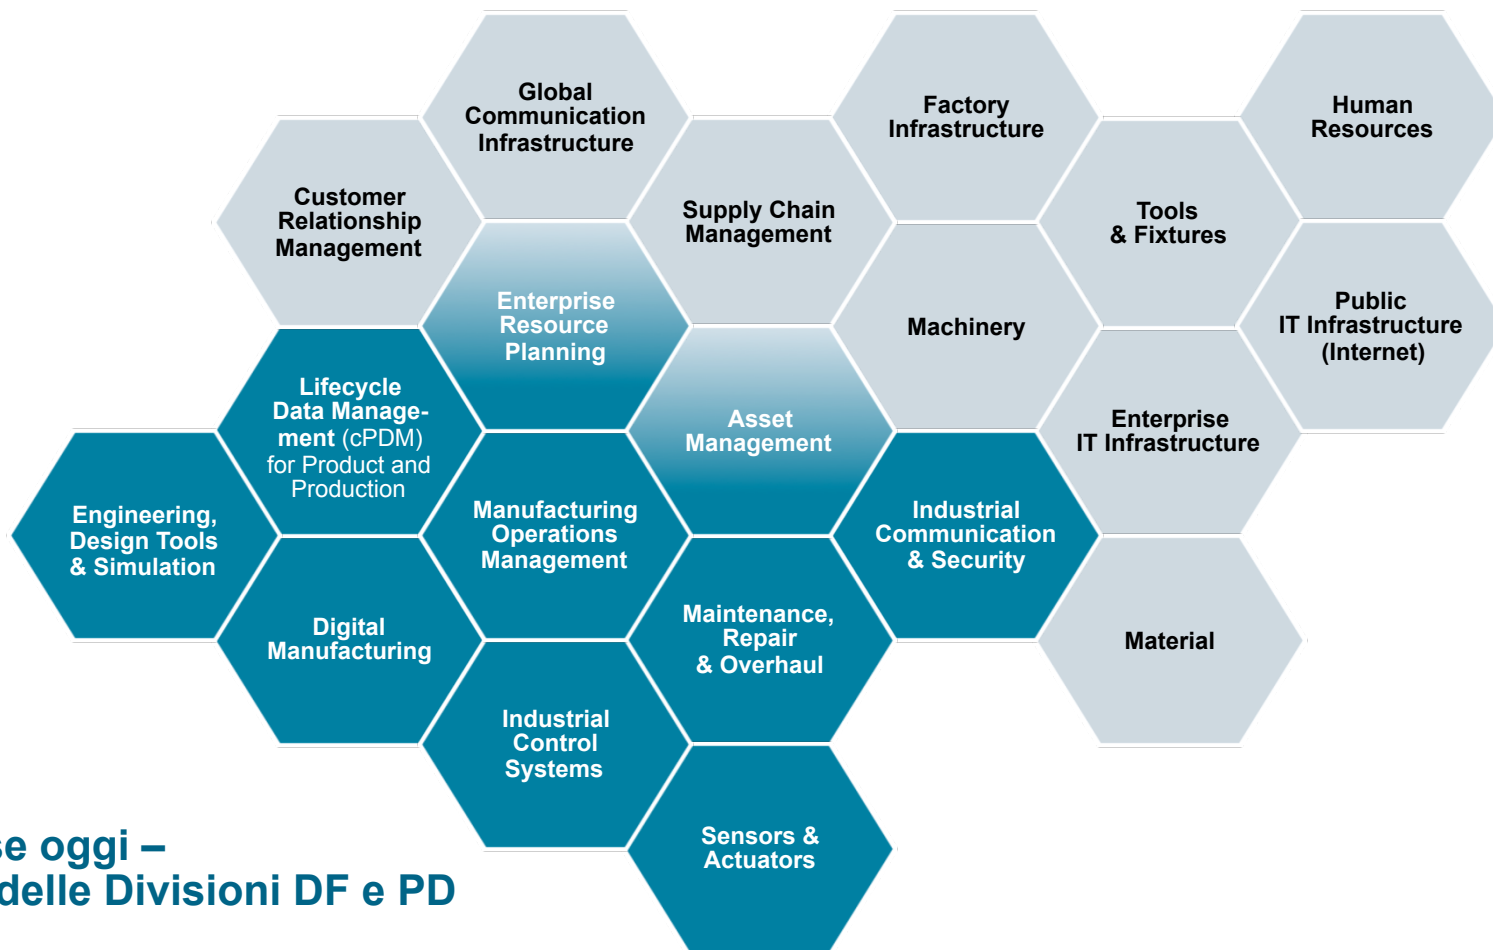 Global
Communication
Infrastructure
Factory
Infrastructure
Human
Resources
Customer
Relationship
Management
Supply Chain
Management
Tools
& Fixtures
Enterprise
Resource
Planning
Machinery
Public
IT Infrastructure
(Internet)
Lifecycle
Data Manage-
ment (cPDM)
for Product and
Production
Asset
Management
Enterprise
IT Infrastructure
Engineering,
Design Tools
& Simulation
Manufacturing
Operations
Management
Industrial
Communication
& Security
Digital
Manufacturing
Maintenance,
Repair
& Overhaul
Material
Industrial
Control
Systems
Sensors &
Actuators
se oggi –
delle Divisioni DF e PD